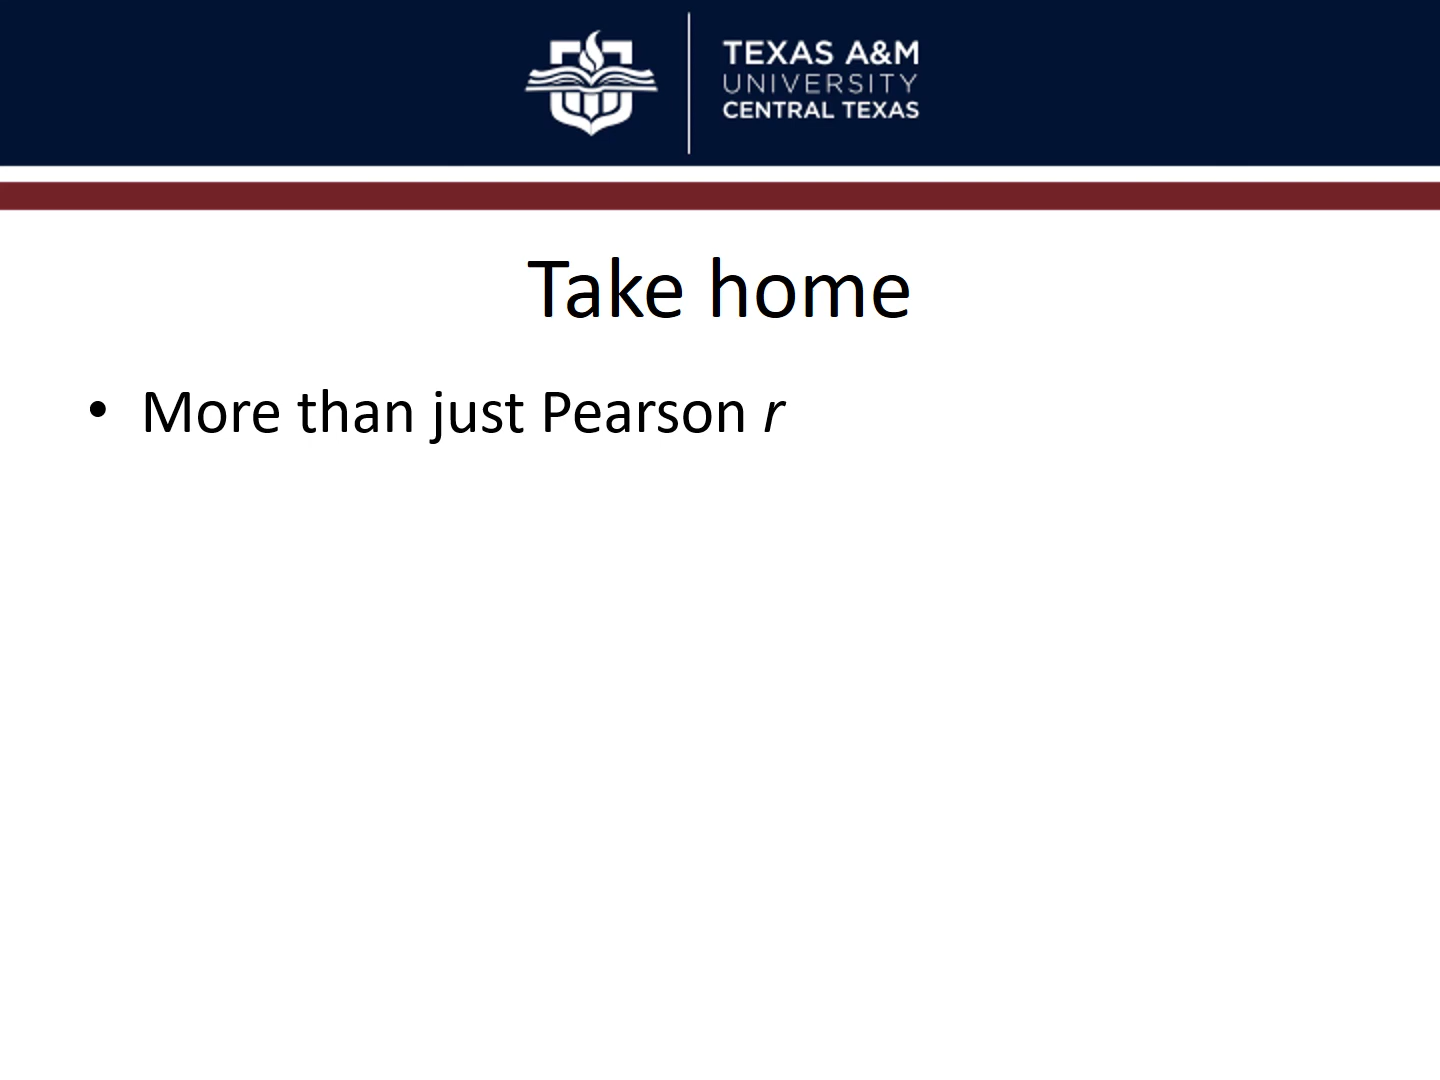 TEXAS A&M
UNIVERSITY
CENTRAL TEXAS
Take home
• More than just Pearson r